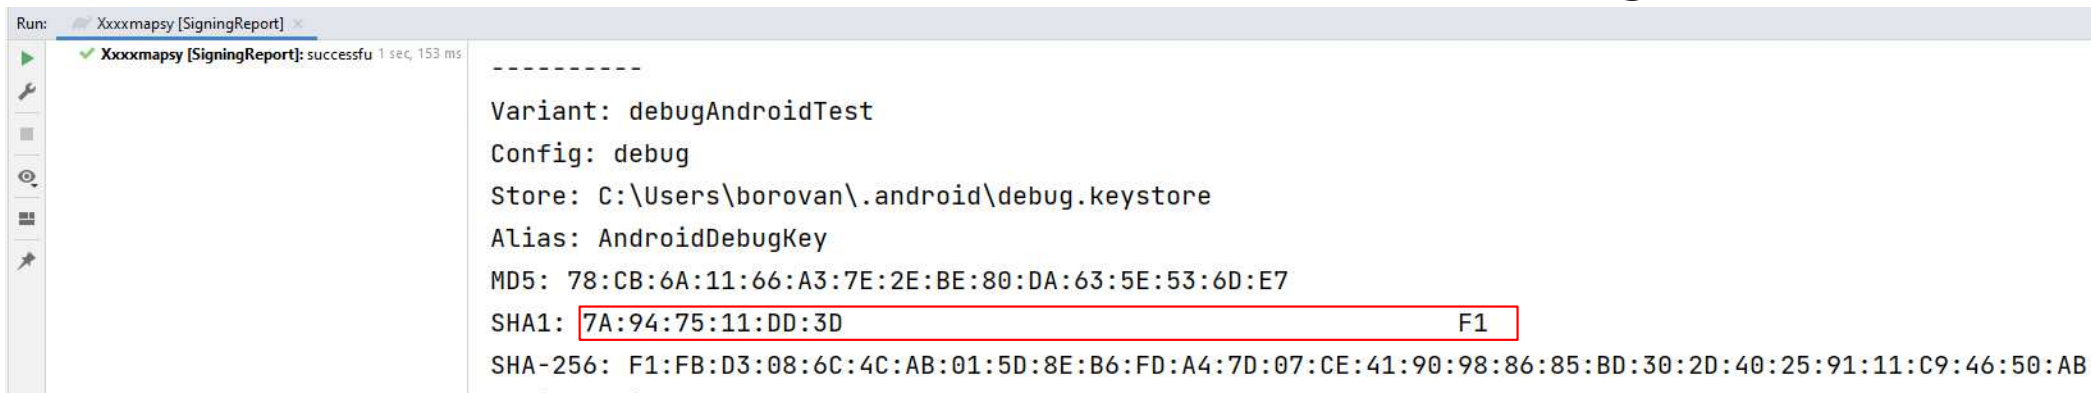 Run: Xxxxmapsy [SigningReport]
Xxxxmapsy [SigningReport]: successfu 1 sec, 153 ms
----------
Variant: debugAndroidTest
Config: debug
Store: C:\Users\borovan\.android\debug.keystore
Alias: AndroidDebugKey
MD5: 78:CB:6A:11:66:A3:7E:2E:BE:80:DA:63:5E:53:6D:E7
SHA1: 7A:94:75:11:DD:3D F1
SHA-256: F1:FB:D3:08:6C:4C:AB:01:5D:8E:B6:FD:A4:7D:07:CE:41:90:98:86:85:BD:30:2D:40:25:91:11:C9:46:50:AB